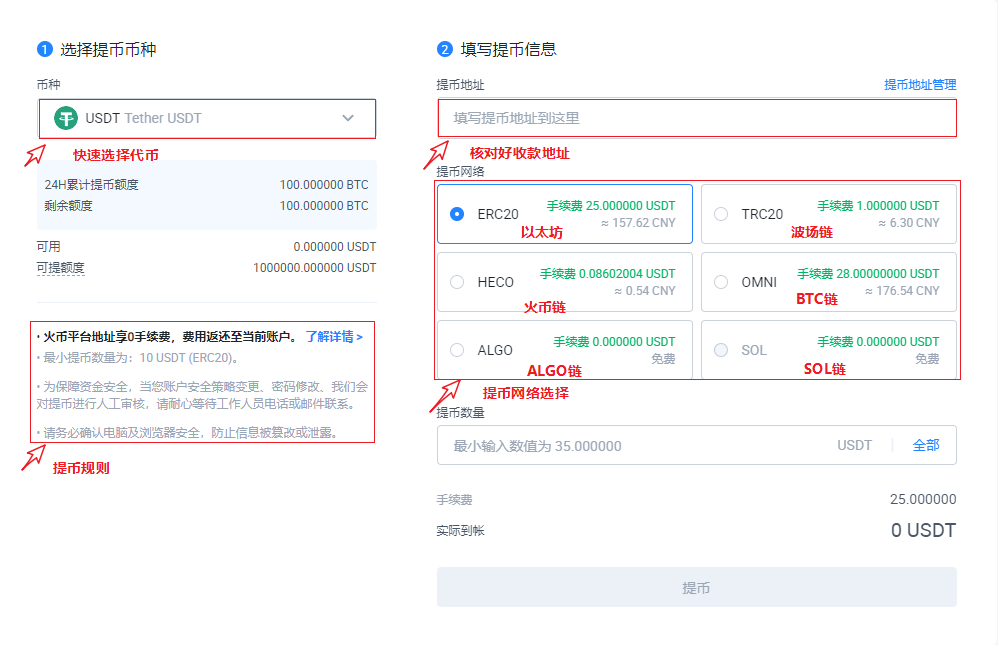 1 选择提币币种
币种
USDT Tether USDT
快速选择代币
24H累计提币额度 100.000000 BTC
剩余额度 100.000000 BTC
可用 0.000000 USDT
可提额度 1000000.000000 USDT
· 火币平台地址享0手续费，费用返还至当前账户。 了解详情 >
· 最小提币数量为：10 USDT (ERC20)。
· 为保障资金安全，当您账户安全策略变更、密码修改、我们会
对提币进行人工审核，请耐心等待工作人员电话或邮件联系。
· 请务必确认电脑及浏览器安全，防止信息被篡改或泄露。
提币规则
2 填写提币信息
提币地址 提币地址管理
填写提币地址到这里
核对好收款地址
提币网络
ERC20 手续费 25.000000 USDT
≈ 157.62 CNY
以太坊
TRC20 手续费 1.000000 USDT
≈ 6.30 CNY
波场链
HECO 手续费 0.08602004 USDT
≈ 0.54 CNY
火币链
OMNI 手续费 28.00000000 USDT
≈ 176.54 CNY
BTC链
ALGO 手续费 0.000000 USDT
免费
ALGO链
SOL 手续费 0.000000 USDT
免费
SOL链
提币网络选择
提币数量
最小输入数值为 35.000000 USDT 全部
手续费 25.000000
实际到帐 0 USDT
提币